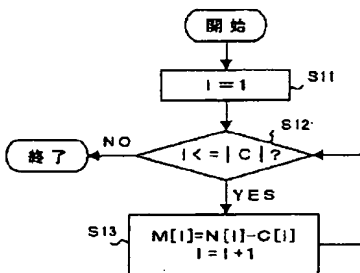 開始
I=1
S11
S12
I<=|C|?
NO
終了
YES
S13
M[I]=N[I]-C[I]
I=I+1